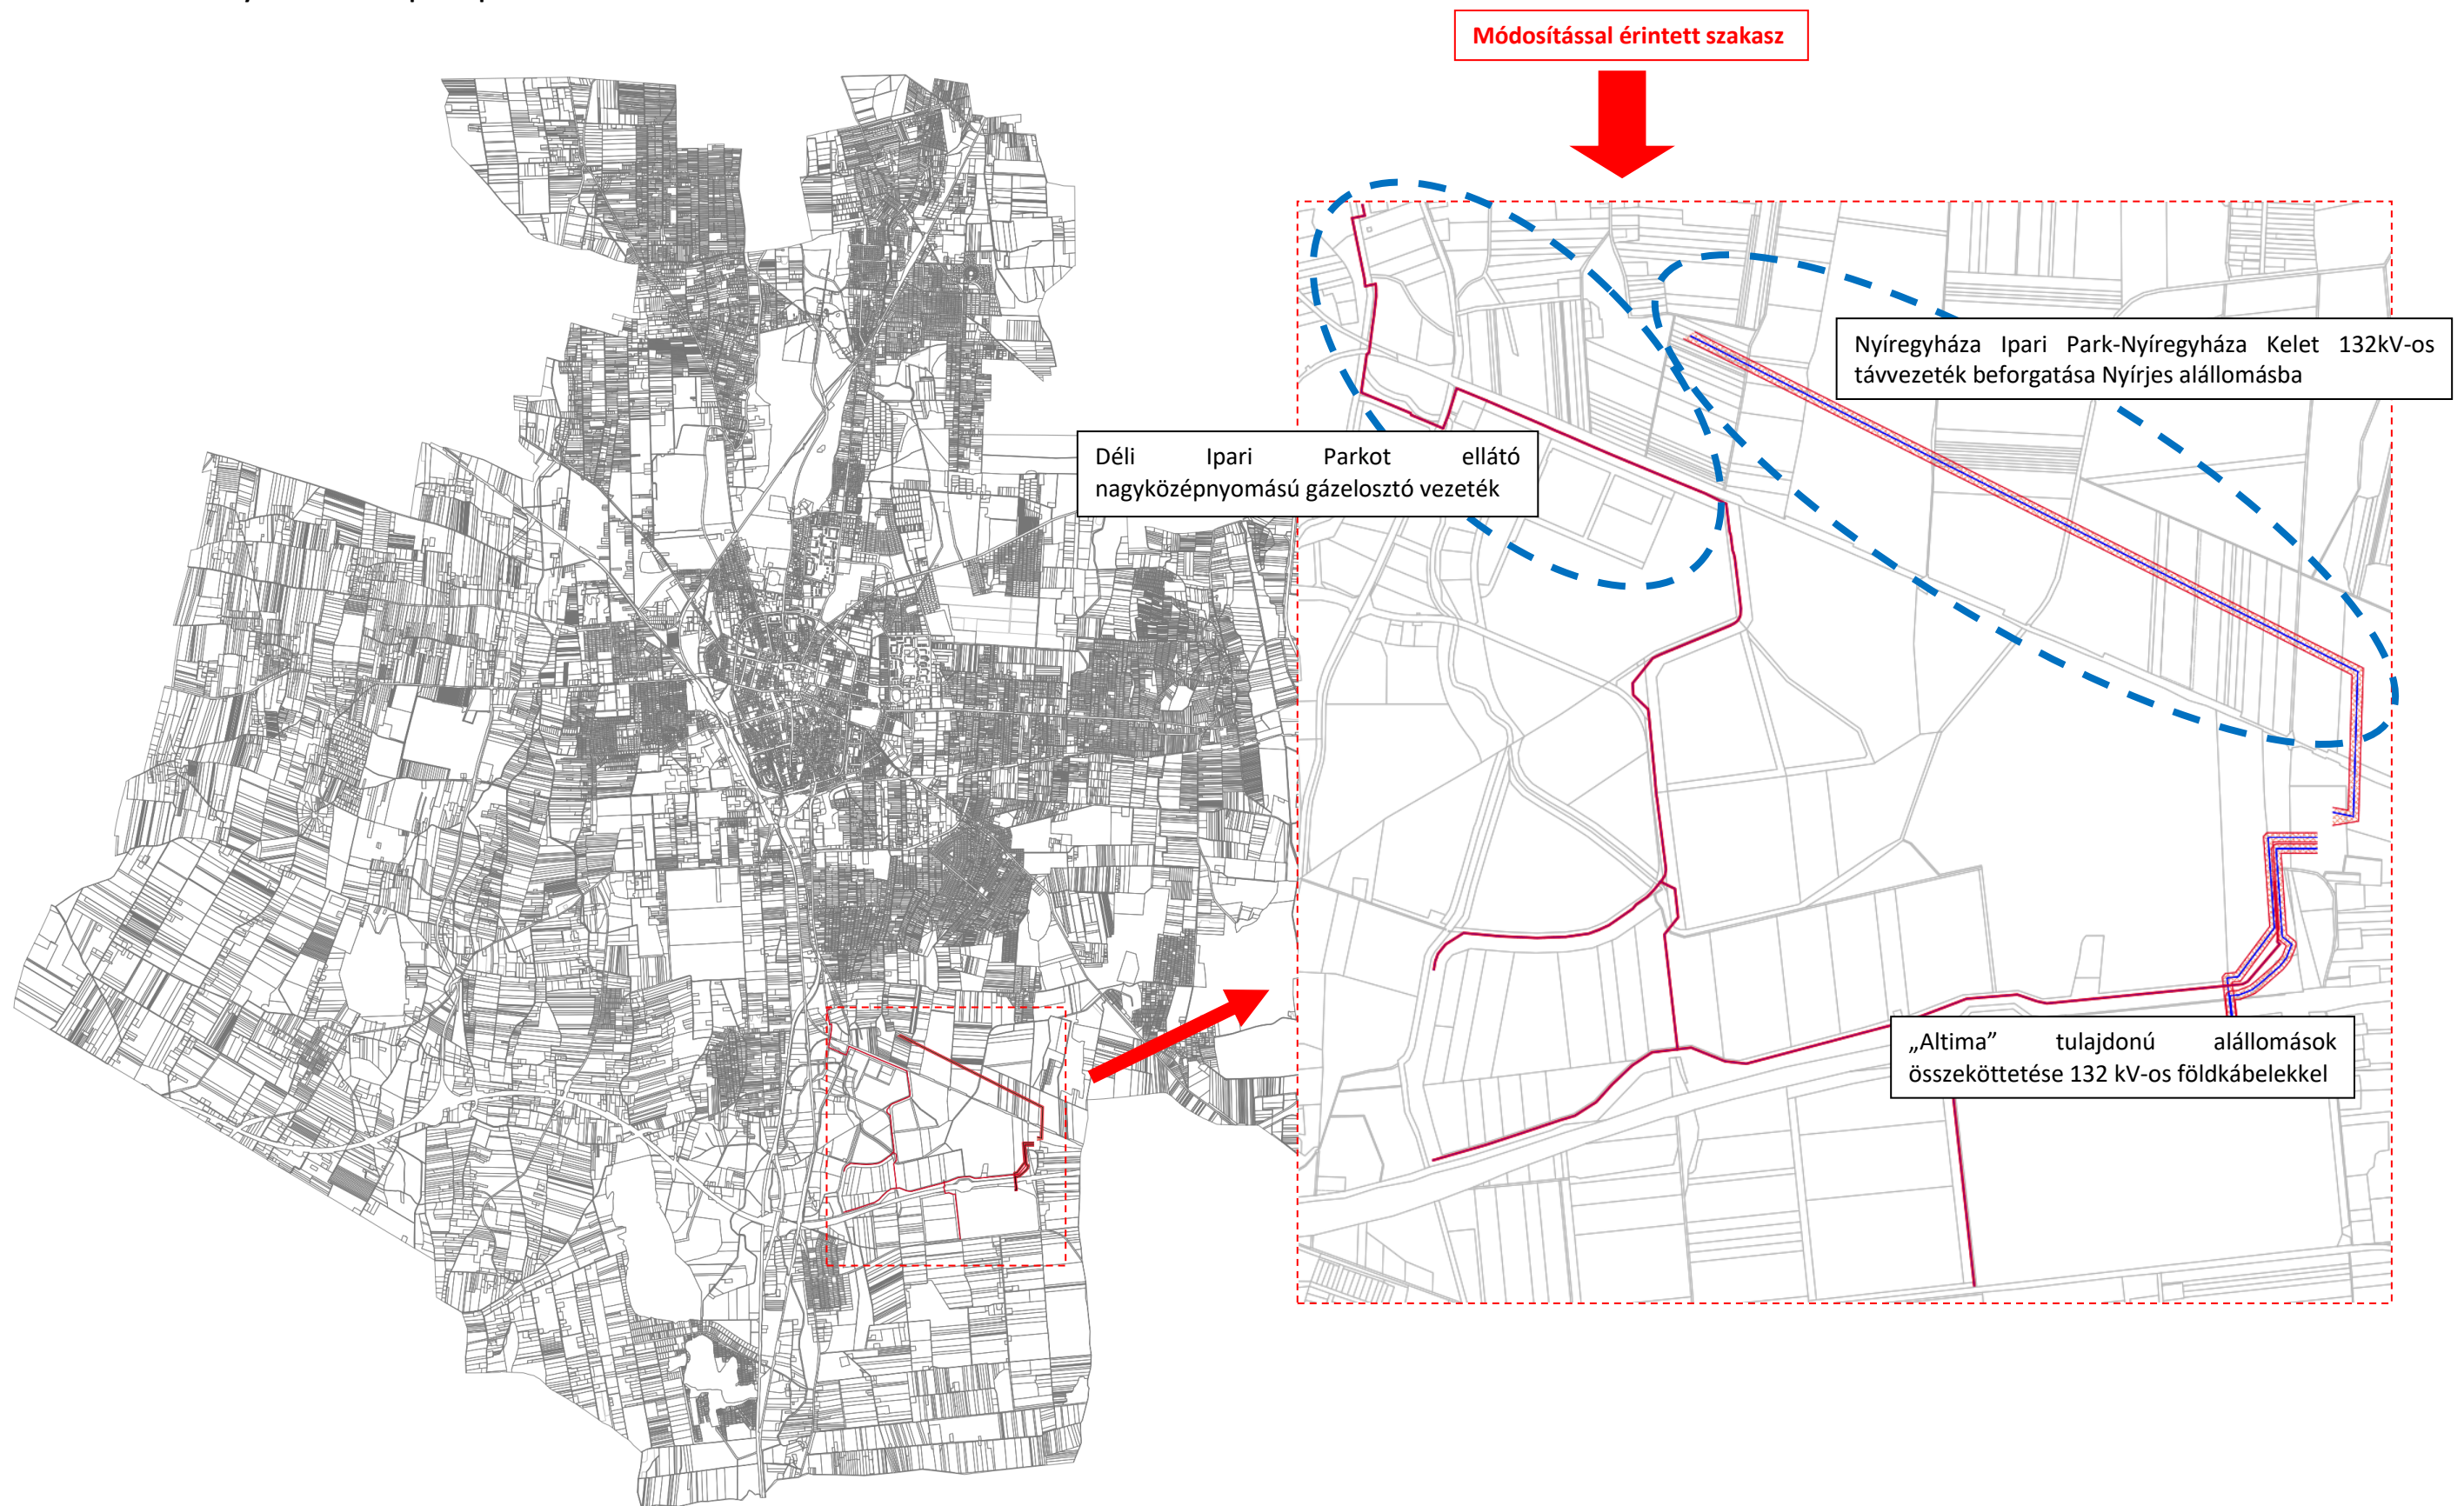 Módosítással érintett szakasz
Nyíregyháza Ipari Park-Nyíregyháza Kelet 132kV-os
távvezeték beforgatása Nyírjes alállomásba
Déli Ipari Parkot ellátó
nagyközépnyomású gázelosztó vezeték
„Altima” tulajdonú alállomások
összeköttetése 132 kV-os földkábelekkel